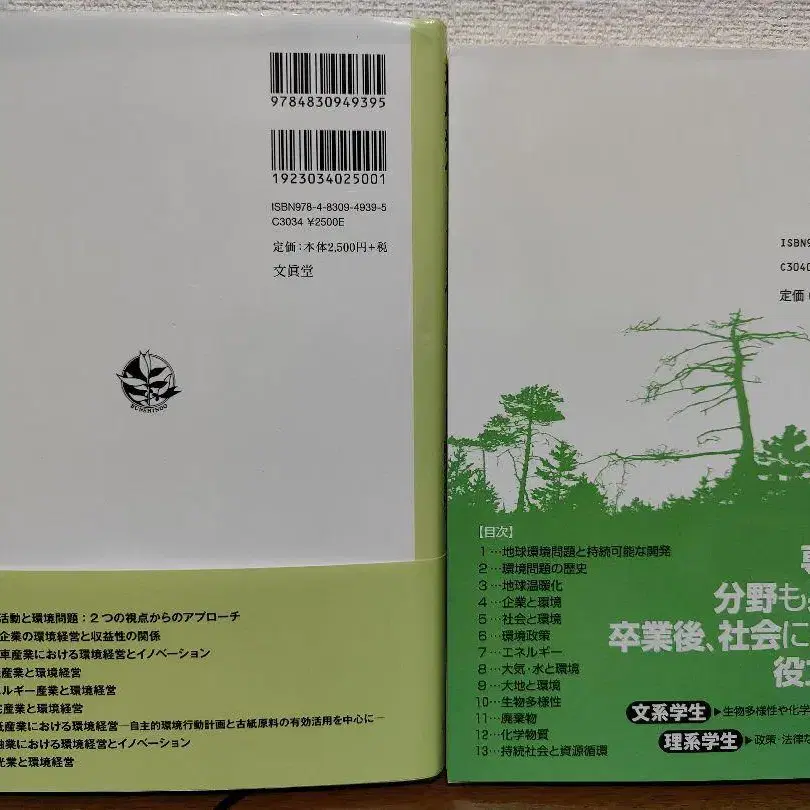 9784830949395
1923034025001
ISBN978-4-8309-4939-5
C3034 ¥2500E
定価：本体2,500円+税
文眞堂
BUNSHINDO
活動と環境問題：２つの視点からのアプローチ
企業の環境経営と収益性の関係
車産業における環境経営とイノベーション
産業と環境経営
ルギー産業と環境経営
産業と環境経営
産業における環境経営―自主的環境行動計画と古紙原料の有効活用を中心に―
業における環境経営とイノベーション
光業と環境経営
ISBN9
C3040
定価
【目次】
1…地球環境問題と持続可能な開発
2…環境問題の歴史
3…地球温暖化
4…企業と環境
5…社会と環境
6…環境政策
7…エネルギー
8…大気・水と環境
9…大地と環境
10…生物多様性
11…廃棄物
12…化学物質
13…持続社会と資源循環
分野も
卒業後、社会に
役
文系学生▶生物多様性や化学
理系学生▶政策・法律な